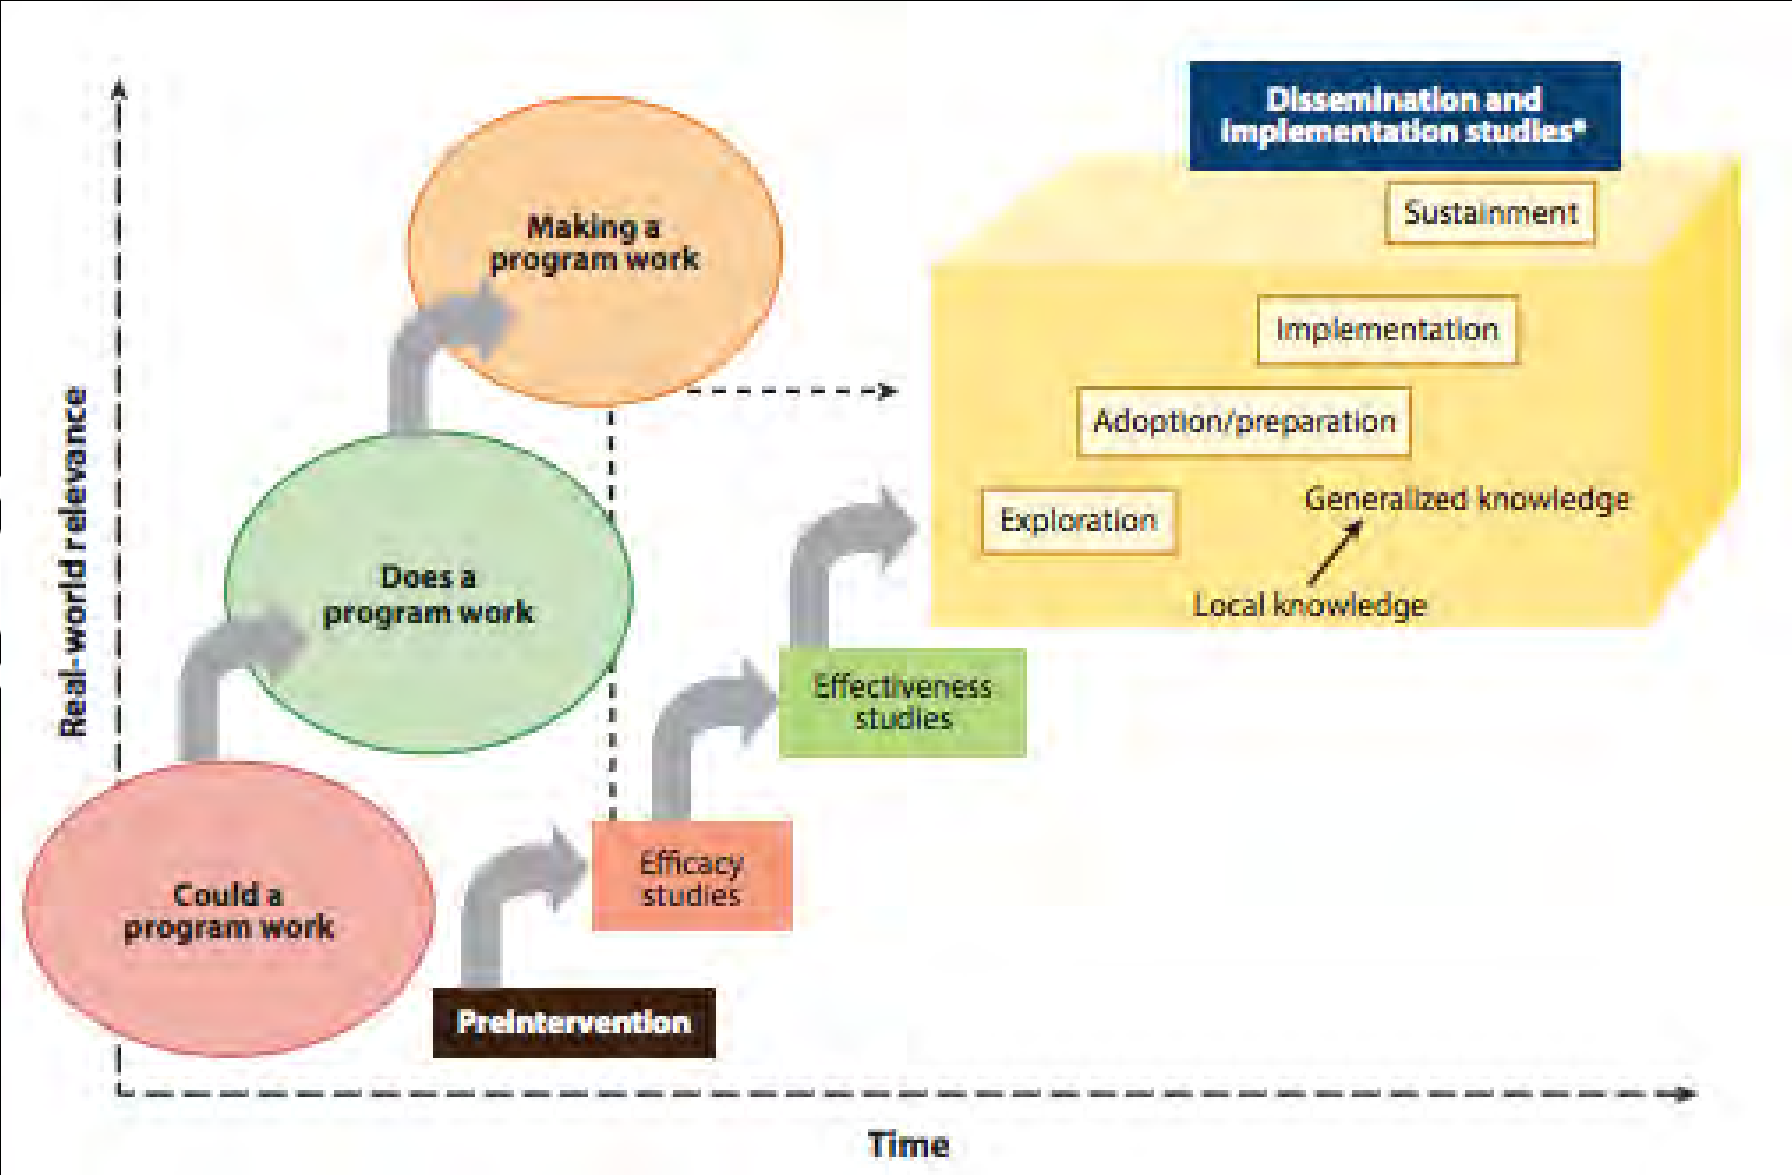 Dissemination and
implementation studies*
Sustainment
Making a
program work
Implementation
Adoption/preparation
Generalized knowledge
Exploration
Local knowledge
Does a
program work
Effectiveness
studies
Efficacy
studies
Could a
program work
Preintervention
Real-world relevance
Time